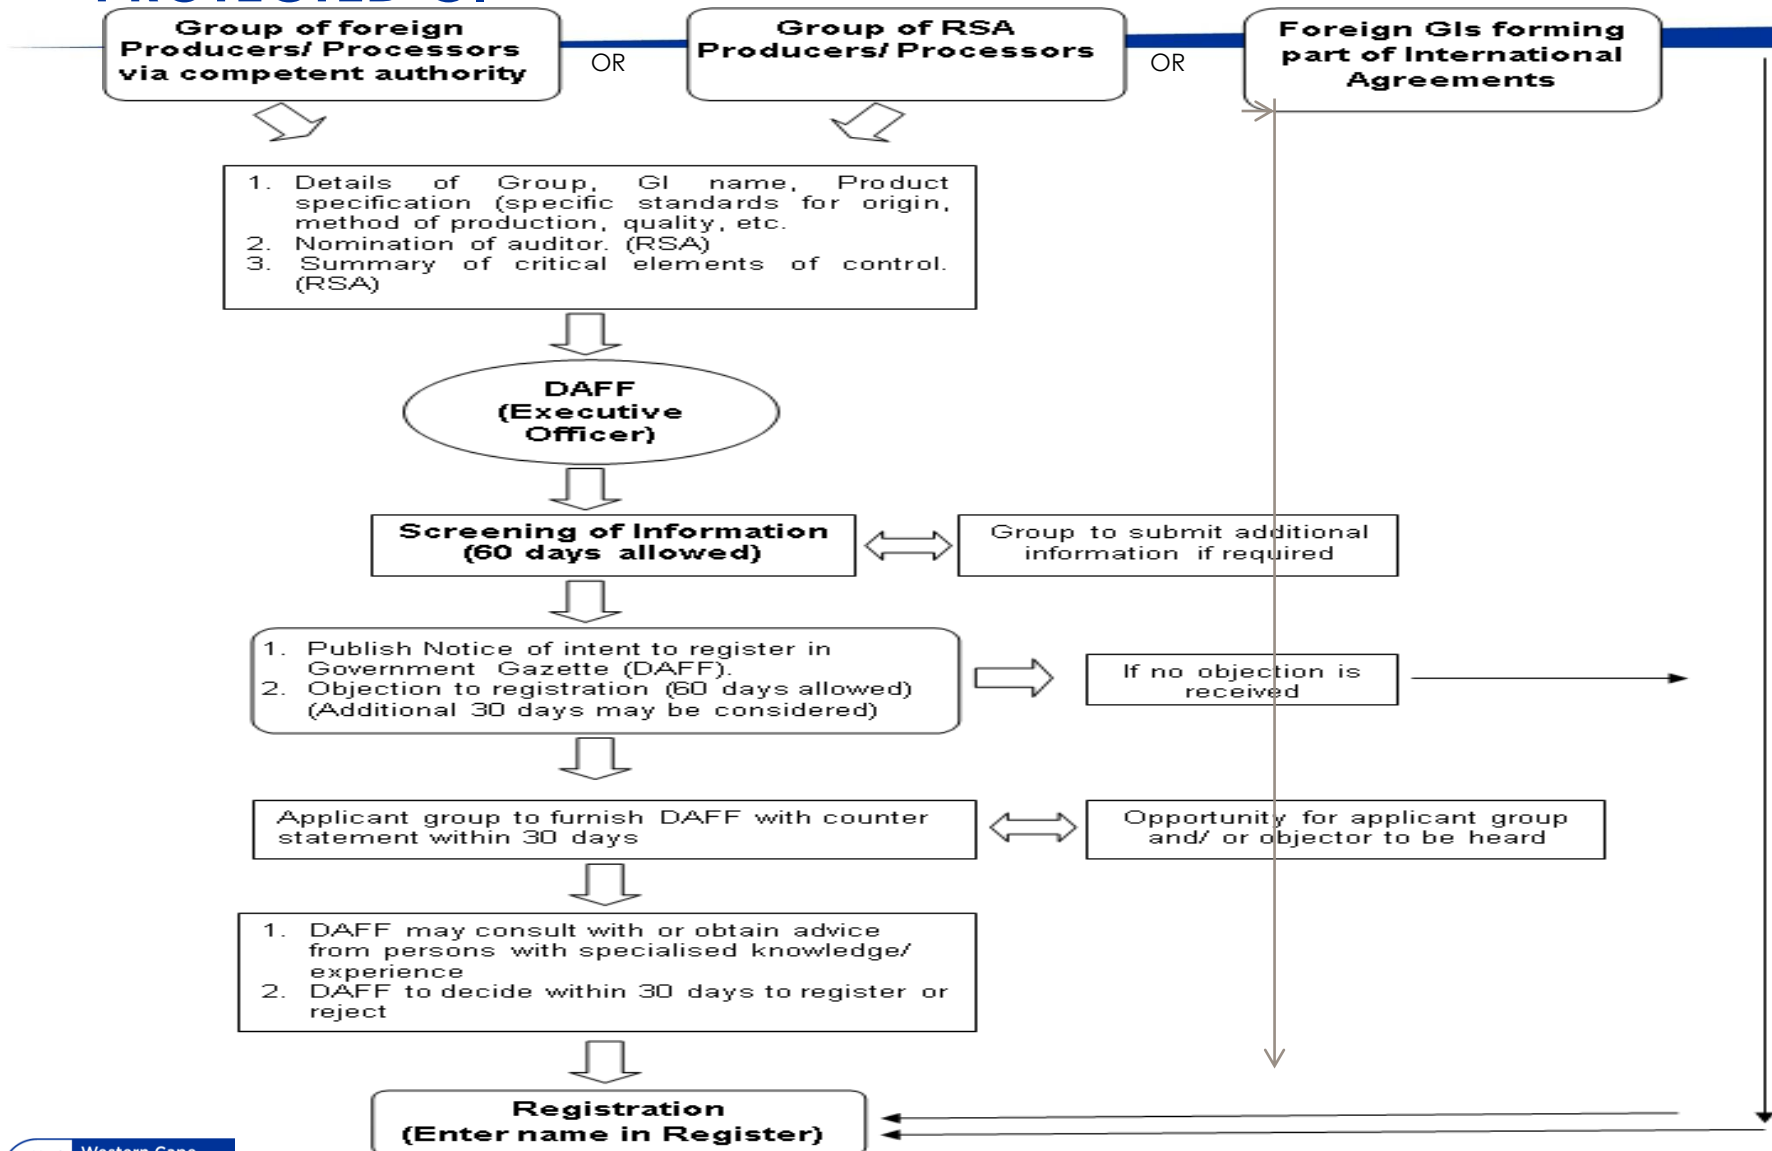 Group of foreign
Producers/ Processors
via competent authority
OR
Group of RSA
Producers/ Processors
OR
Foreign GIs forming
part of International
Agreements
1. Details of Group, GI name, Product
specification (specific standards for origin,
method of production, quality, etc.
2. Nomination of auditor. (RSA)
3. Summary of critical elements of control.
(RSA)
DAFF
(Executive
Officer)
Screening of Information
(60 days allowed)
Group to submit additional
information if required
1. Publish Notice of intent to register in
Government Gazette (DAFF).
2. Objection to registration (60 days allowed)
(Additional 30 days may be considered)
If no objection is
received
Applicant group to furnish DAFF with counter
statement within 30 days
Opportunity for applicant group
and/ or objector to be heard
1. DAFF may consult with or obtain advice
from persons with specialised knowledge/
experience
2. DAFF to decide within 30 days to register or
reject
Registration
(Enter name in Register)
Western Cape